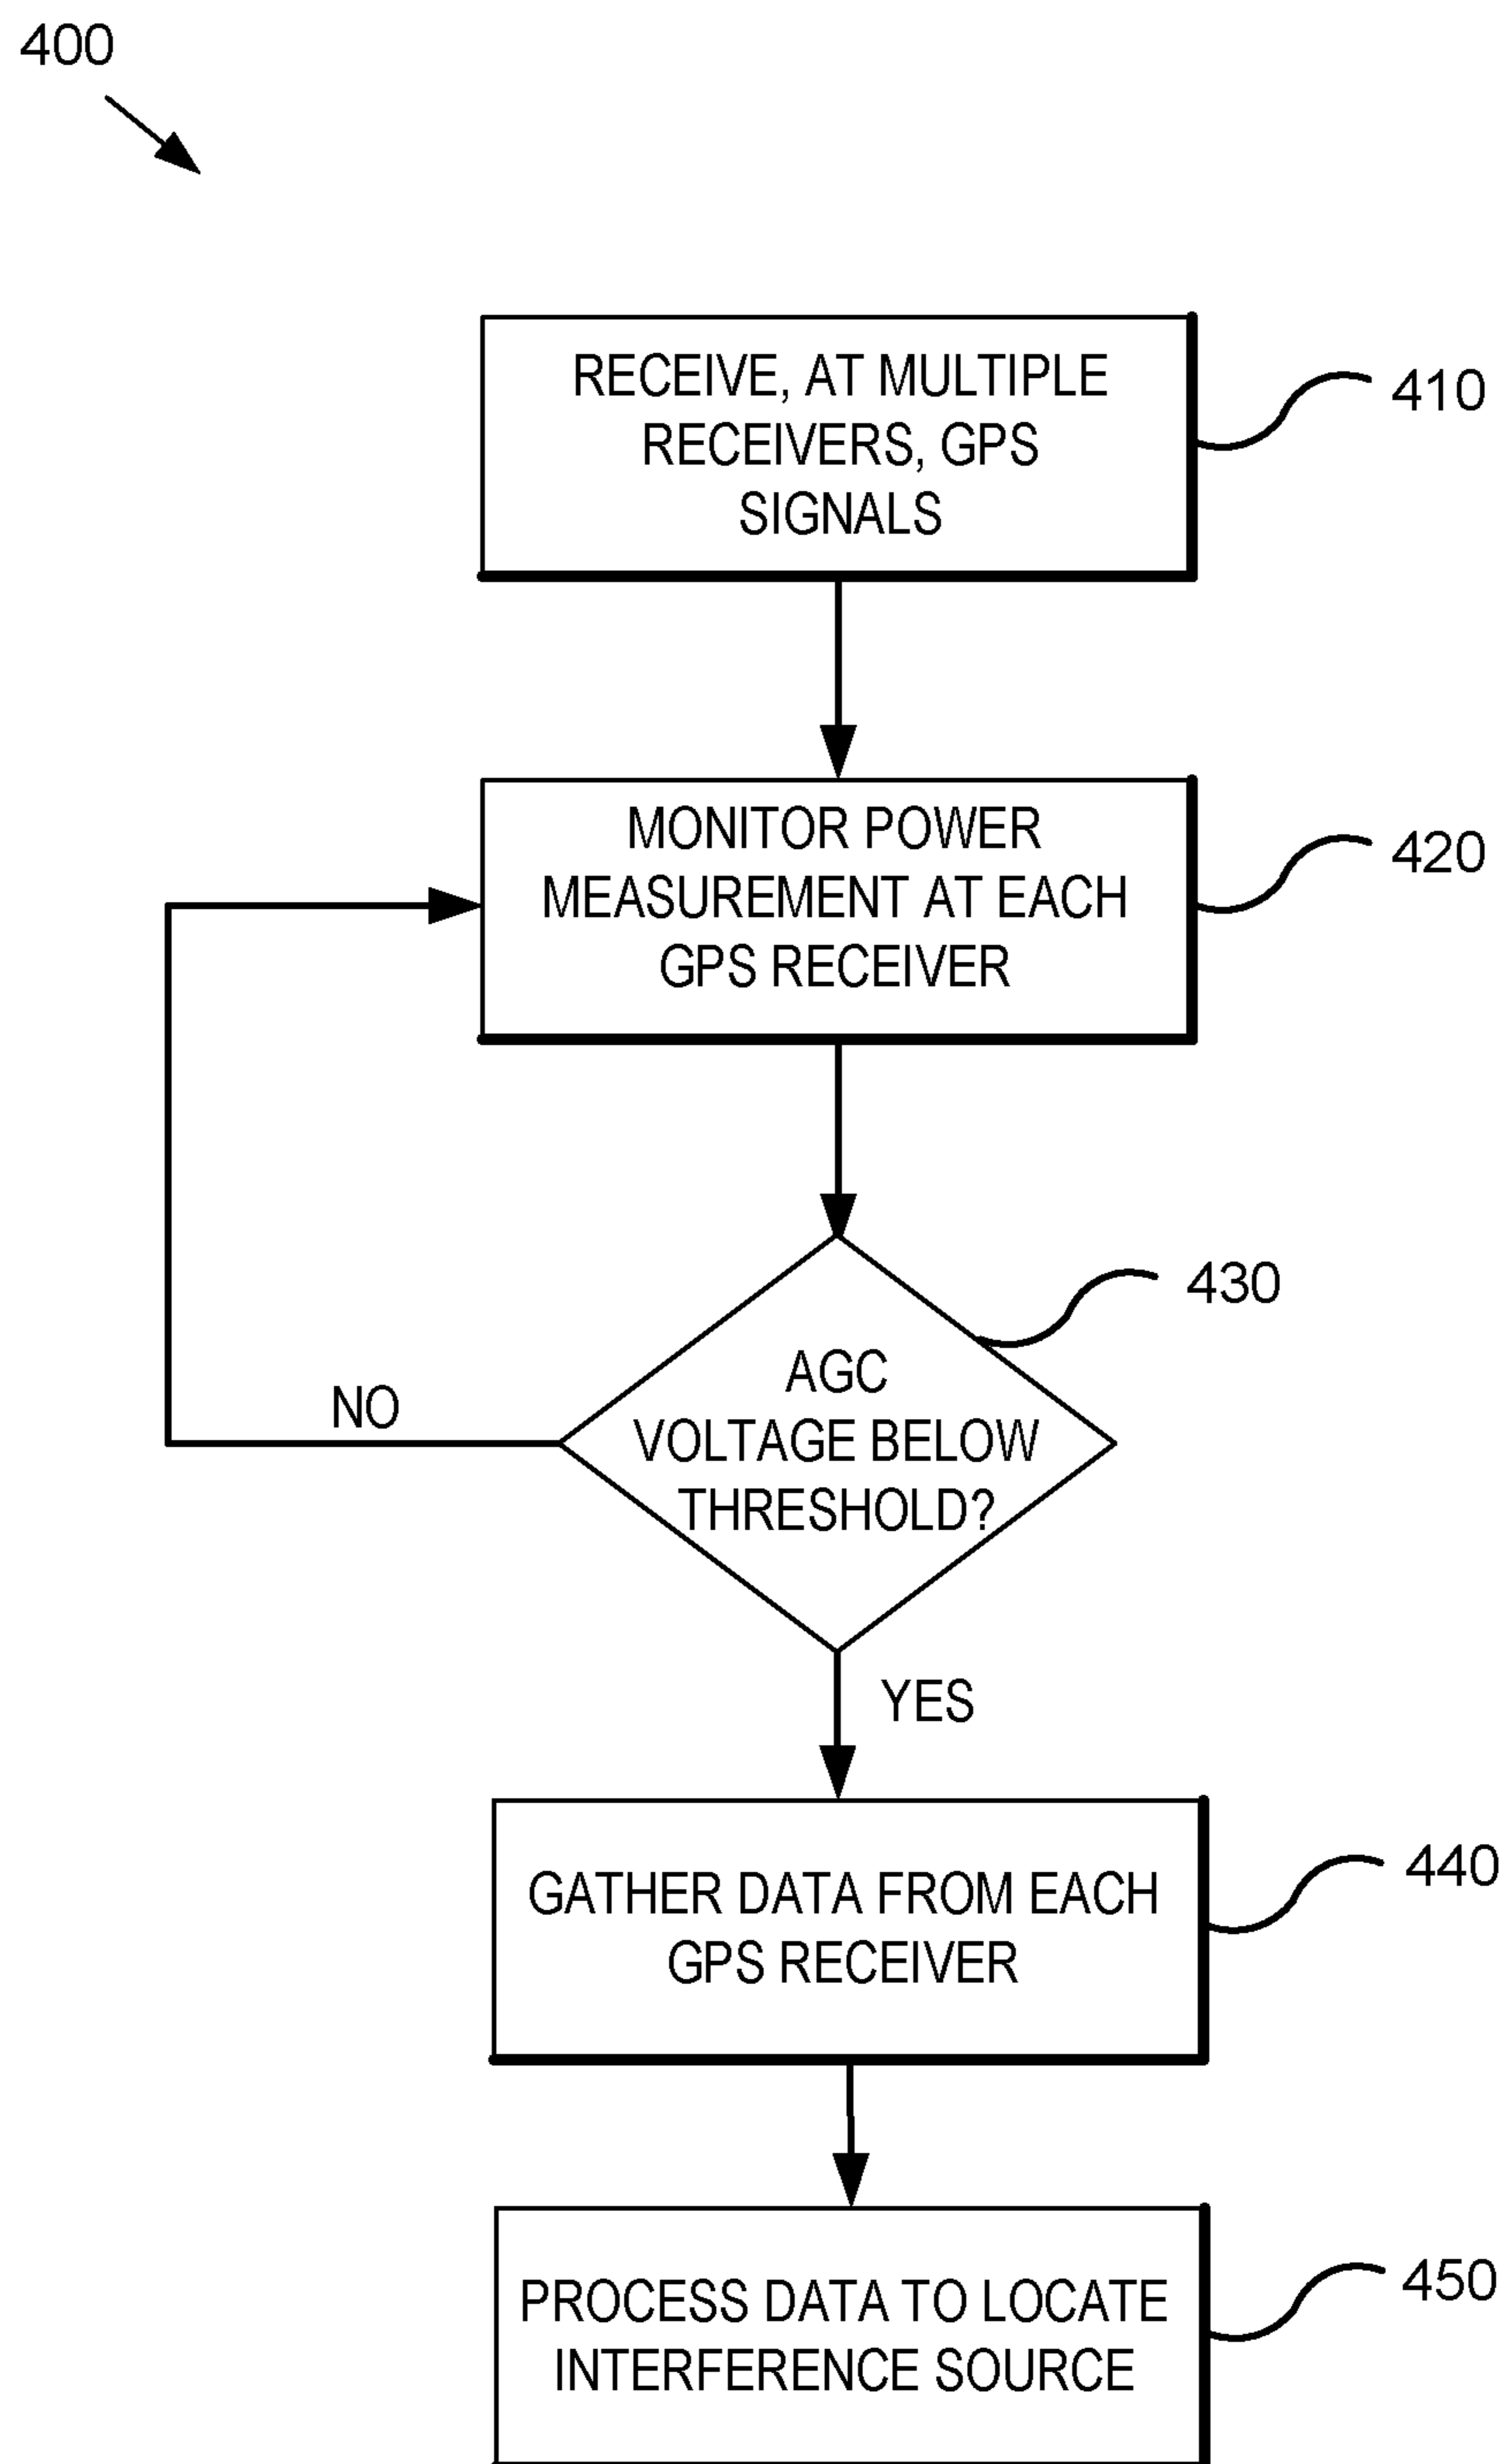 400
RECEIVE, AT MULTIPLE
RECEIVERS, GPS
SIGNALS
410
MONITOR POWER
MEASUREMENT AT EACH
GPS RECEIVER
420
AGC
VOLTAGE BELOW
THRESHOLD?
430
NO
YES
GATHER DATA FROM EACH
GPS RECEIVER
440
PROCESS DATA TO LOCATE
INTERFERENCE SOURCE
450